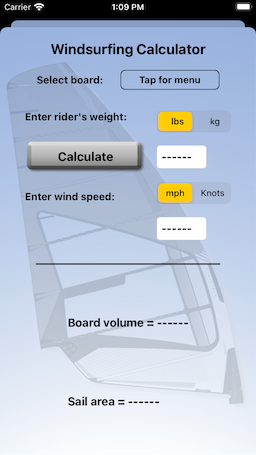 Carrier 1:09 PM
Windsurfing Calculator
Select board: Tap for menu
Enter rider's weight: lbs kg
Calculate ------
Enter wind speed: mph Knots
------
Board volume = ------
Sail area = ------